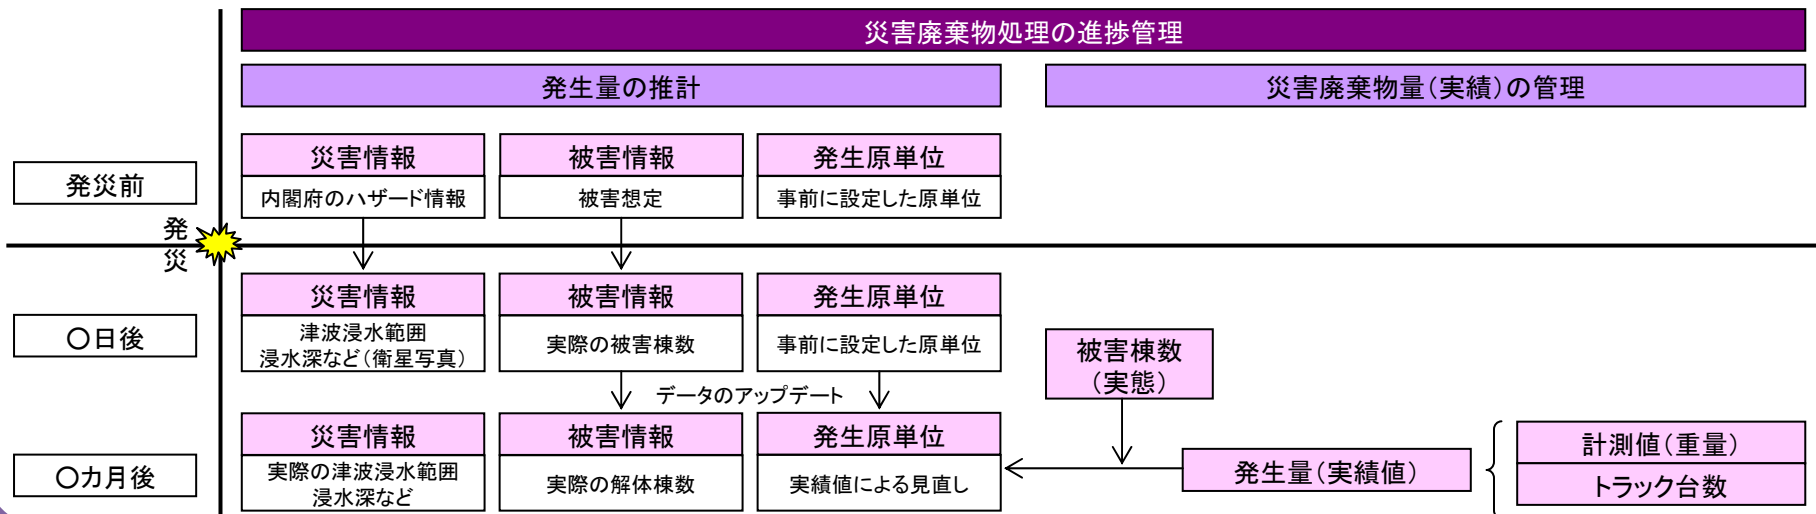 災害廃棄物処理の進捗管理
発生量の推計
災害廃棄物量（実績）の管理
発災前
災害情報
内閣府のハザード情報
被害情報
被害想定
発生原単位
事前に設定した原単位
発
災
〇日後
災害情報
津波浸水範囲
浸水深など（衛星写真）
被害情報
実際の被害棟数
発生原単位
事前に設定した原単位
被害棟数
（実態）
データのアップデート
〇カ月後
災害情報
実際の津波浸水範囲
浸水深など
被害情報
実際の解体棟数
発生原単位
実績値による見直し
発生量（実績値）
計測値（重量）
トラック台数